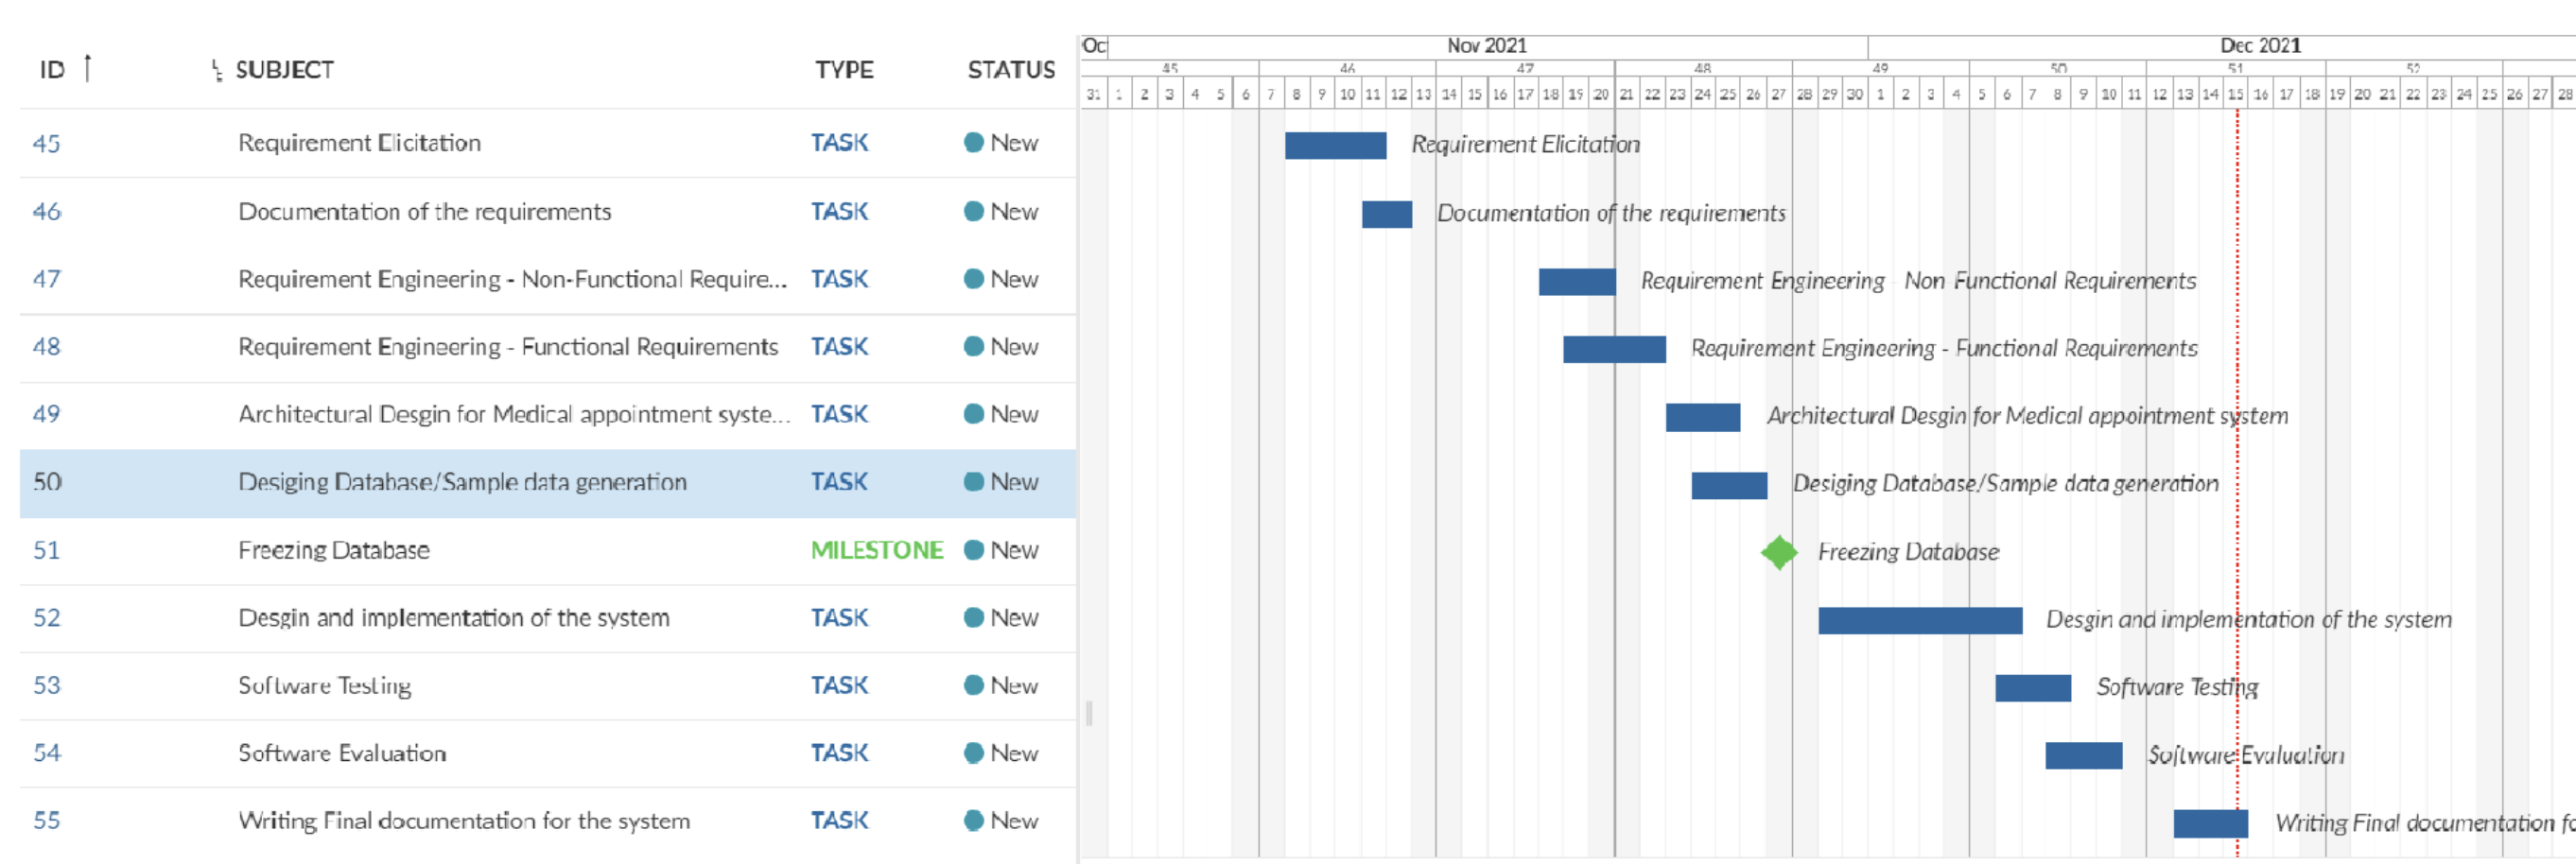 Oc Nov 2021 Dec 2021
ID ↑ SUBJECT TYPE STATUS
45 46 47 48 49 50 51 52
31 1 2 3 4 5 6 7 8 9 10 11 12 13 14 15 16 17 18 19 20 21 22 23 24 25 26 27 28 29 30 1 2 3 4 5 6 7 8 9 10 11 12 13 14 15 16 17 18 19 20 21 22 23 24 25 26 27 28
45 Requirement Elicitation TASK New Requirement Elicitation
46 Documentation of the requirements TASK New Documentation of the requirements
47 Requirement Engineering - Non-Functional Require... TASK New Requirement Engineering - Non-Functional Requirements
48 Requirement Engineering - Functional Requirements TASK New Requirement Engineering - Functional Requirements
49 Architectural Desgin for Medical appointment syste... TASK New Architectural Desgin for Medical appointment system
50 Desiging Database/Sample data generation TASK New Desiging Database/Sample data generation
51 Freezing Database MILESTONE New Freezing Database
52 Desgin and implementation of the system TASK New Desgin and implementation of the system
53 Software Testing TASK New Software Testing
54 Software Evaluation TASK New Software Evaluation
55 Writing Final documentation for the system TASK New Writing Final documentation fo